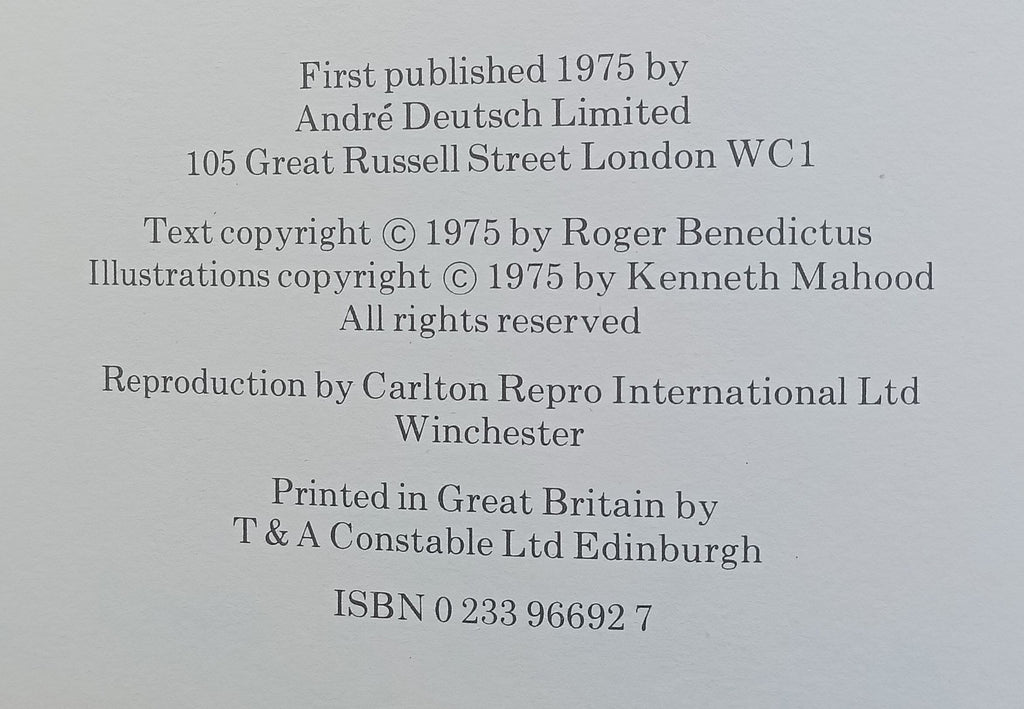 First published 1975 by
André Deutsch Limited
105 Great Russell Street London WC1
Text copyright © 1975 by Roger Benedictus
Illustrations copyright © 1975 by Kenneth Mahood
All rights reserved
Reproduction by Carlton Repro International Ltd
Winchester
Printed in Great Britain by
T & A Constable Ltd Edinburgh
ISBN 0 233 96692 7